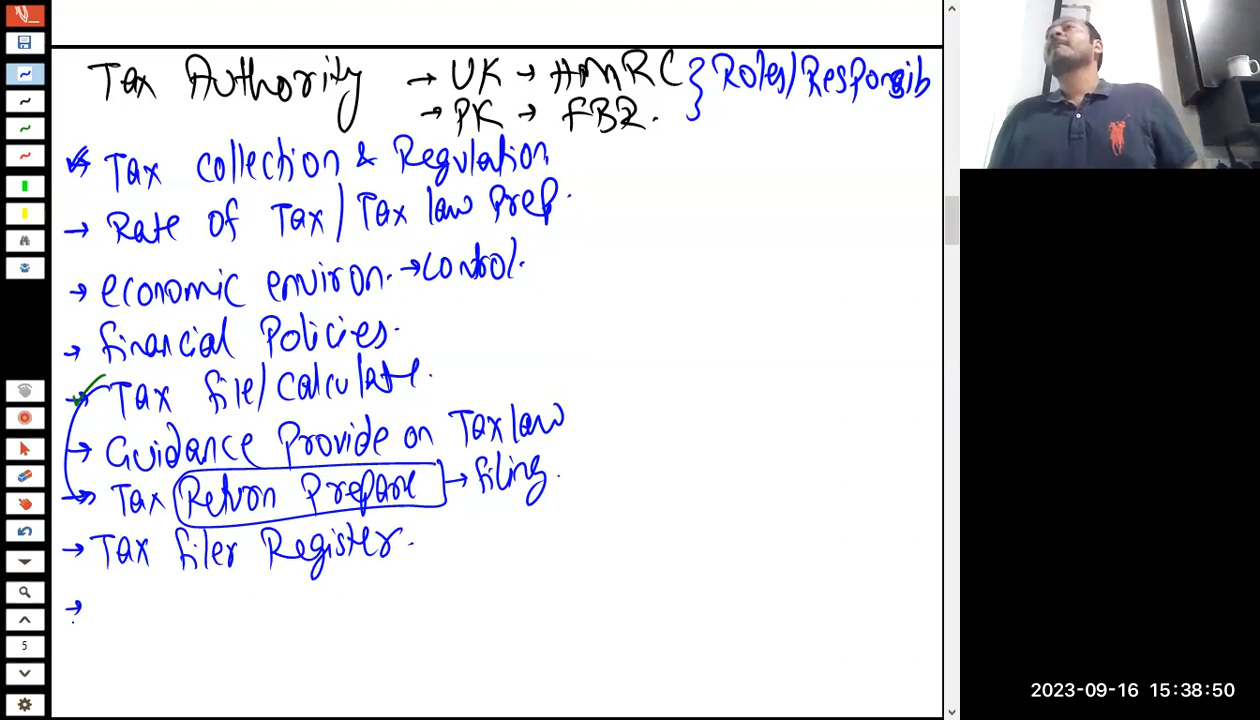 Tax Authority → UK → HMRC } Roles/Responsib
→ PK → FBR.
→ Tax collection & Regulation
→ Rate of Tax/Tax law Prep.
→ economic environ. → control.
→ financial Policies.
→ Tax file/calculate.
→ Guidance Provide on Tax law
→ Tax Return Prepare → filing.
→ Tax filer Register.
→
5
2023-09-16 15:38:50